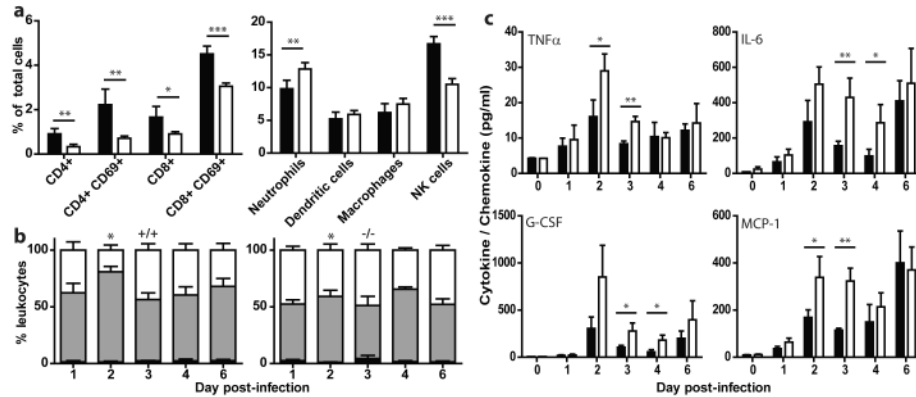 a
% of total cells
6
4
2
0
**
**
*
***
CD4+
CD4+ CD69+
CD8+
CD8+ CD69+
20
15
10
5
0
**
***
Neutrophils
Dendritic cells
Macrophages
NK cells
b
% leukocytes
100
50
0
*
+/+
1 2 3 4 6
100
50
0
*
-/-
1 2 3 4 6
Day post-infection
c
Cytokine / Chemokine (pg/ml)
TNFα
40
30
20
10
0
*
**
0 1 2 3 4 6
IL-6
800
600
400
200
0
**
*
0 1 2 3 4 6
G-CSF
1500
1000
500
250
0
*
*
0 1 2 3 4 6
MCP-1
600
400
200
0
*
**
0 1 2 3 4 6
Day post-infection